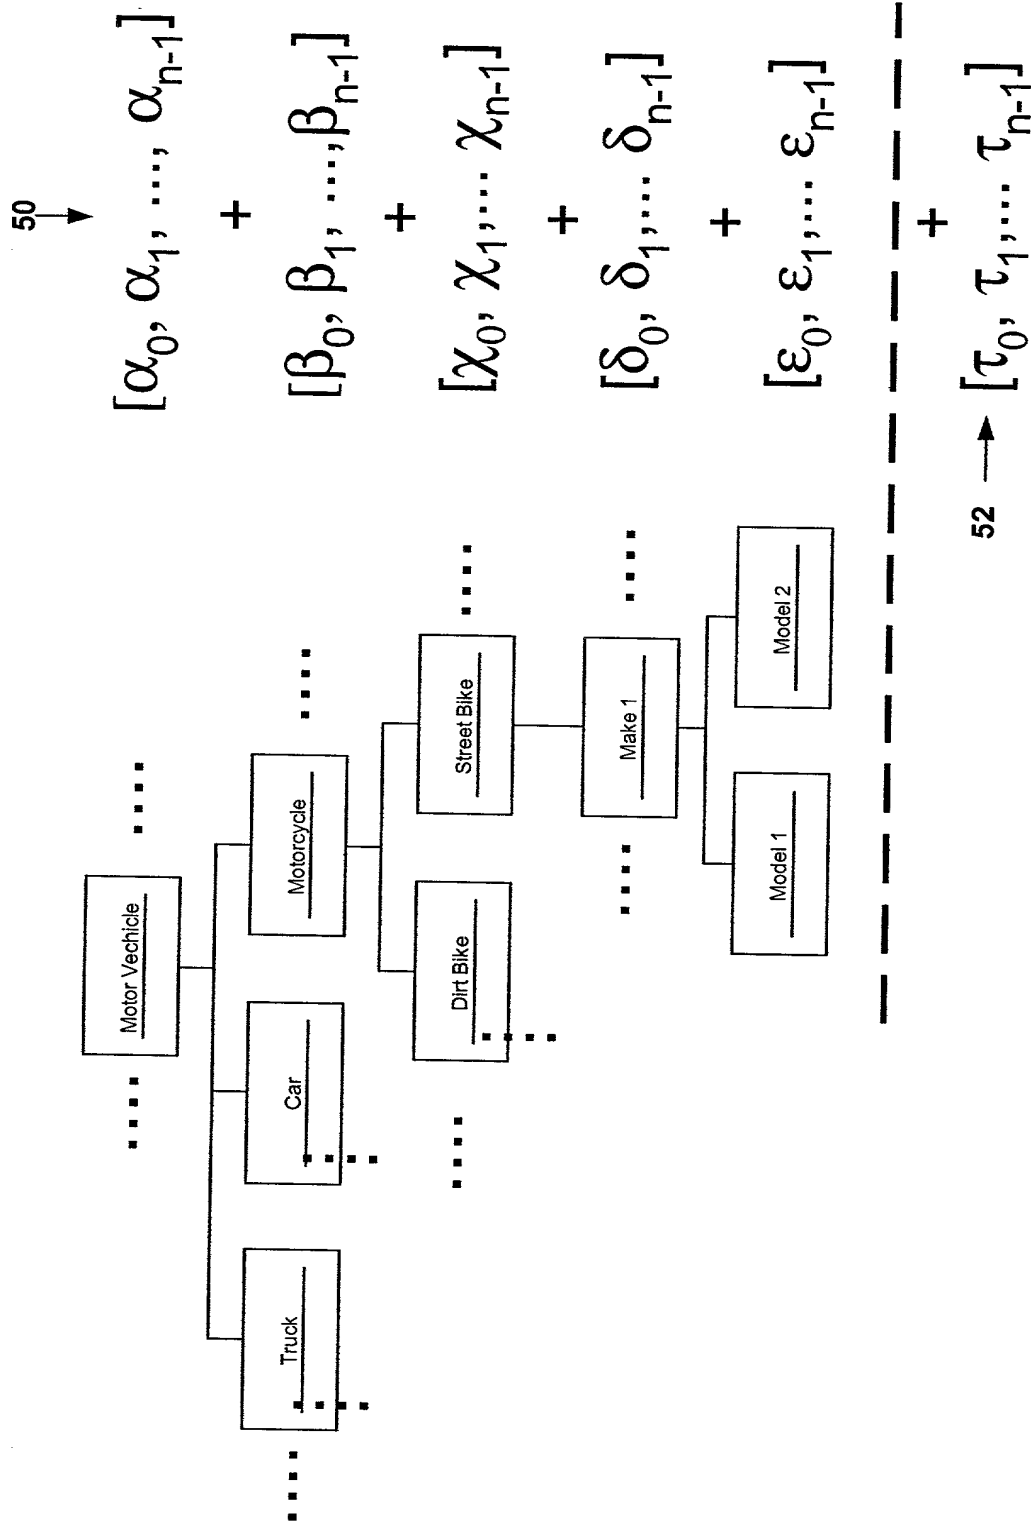 50
Motor Vechicle
[α0, α1, ...., αn-1]
+
Truck
Car
Motorcycle
[β0, β1, ....,βn-1]
+
Dirt Bike
Street Bike
[χ0, χ1,... χn-1]
+
Make 1
[δ0, δ1,... δn-1]
+
Model 1
Model 2
[ε0, ε1,... εn-1]
+
52
[τ0, τ1,... τn-1]